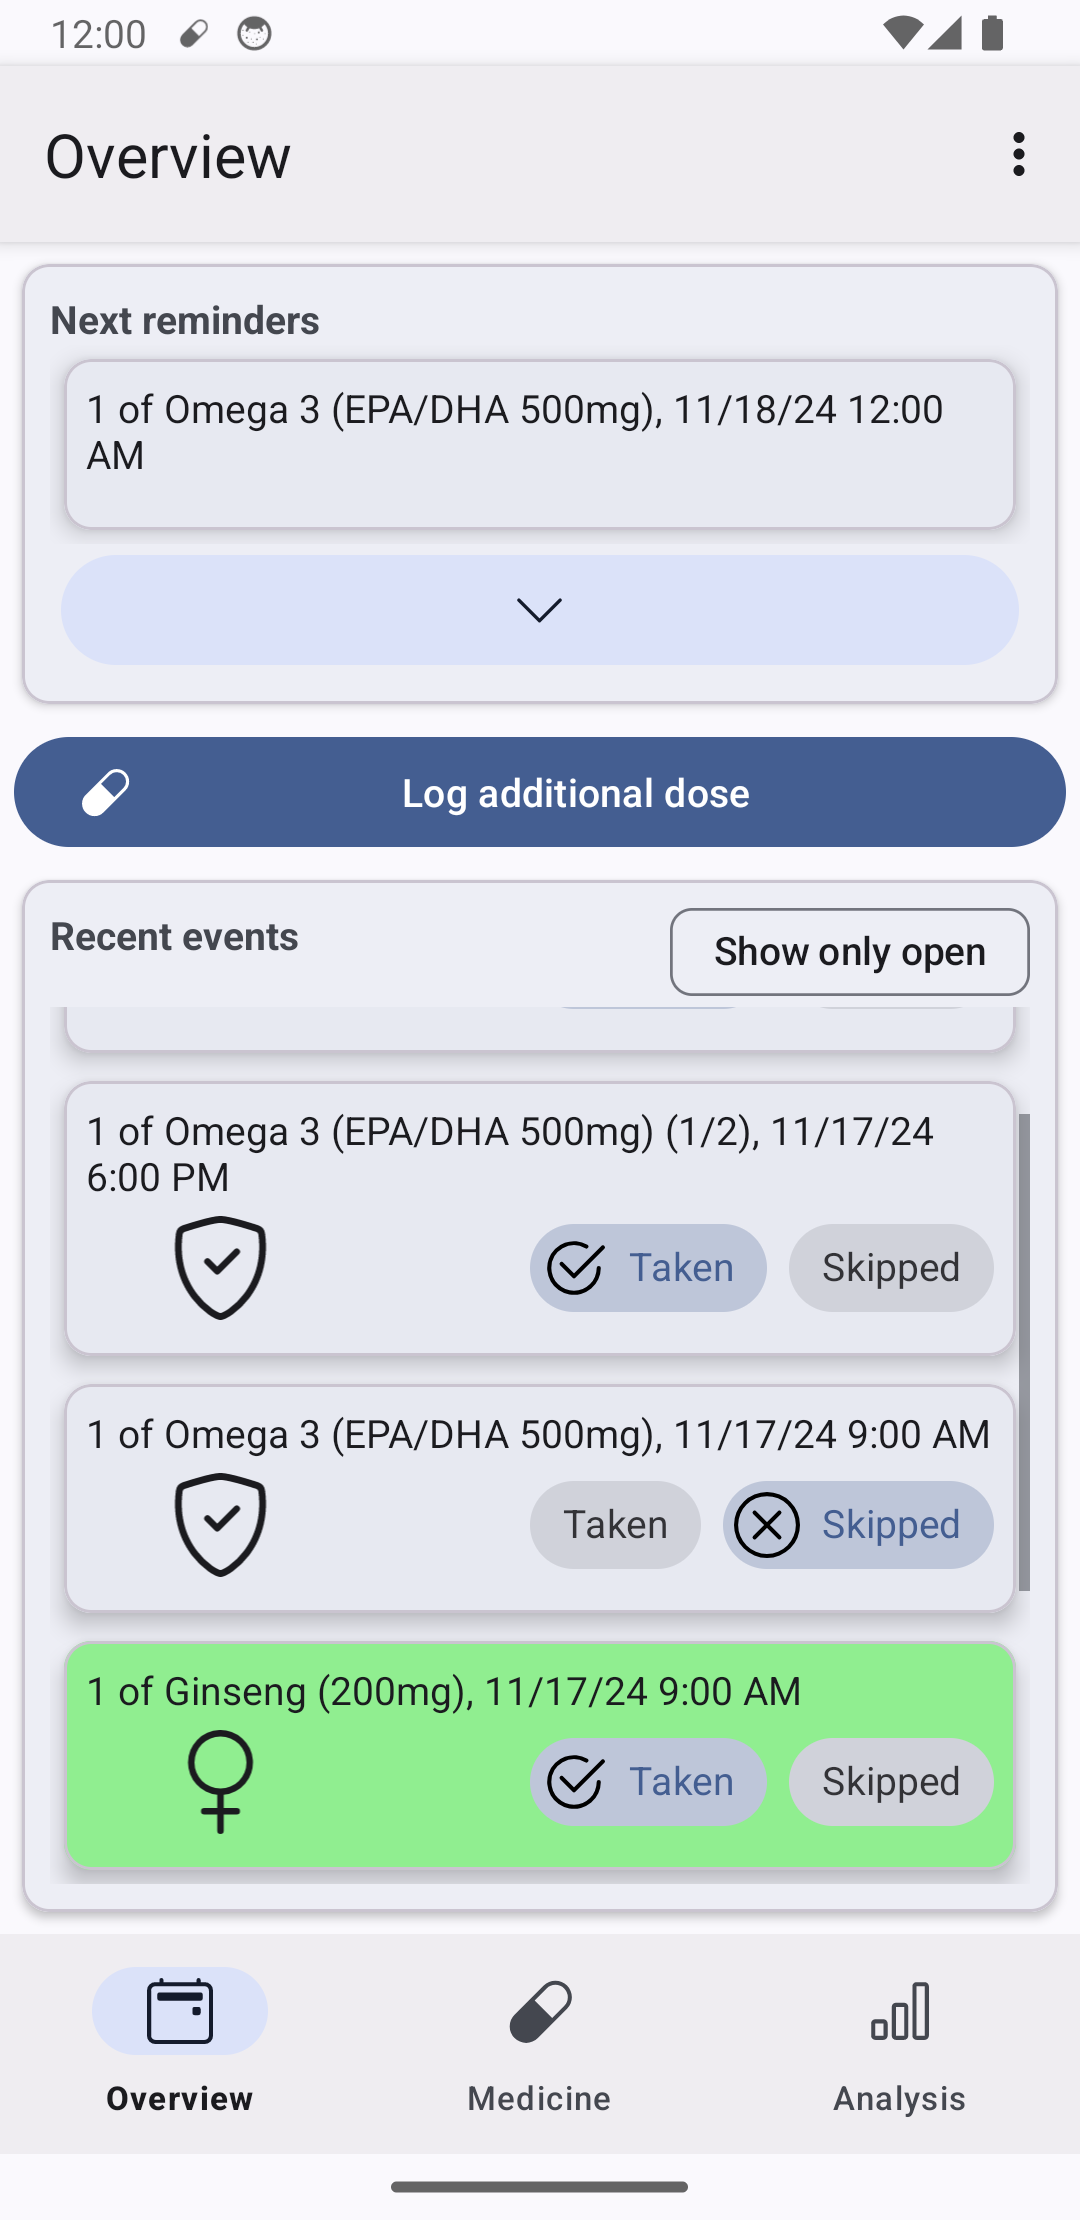 12:00
Overview
Next reminders
1 of Omega 3 (EPA/DHA 500mg), 11/18/24 12:00
AM
Log additional dose
Recent events
Show only open
1 of Omega 3 (EPA/DHA 500mg) (1/2), 11/17/24
6:00 PM
Taken
Skipped
1 of Omega 3 (EPA/DHA 500mg), 11/17/24 9:00 AM
Taken
Skipped
1 of Ginseng (200mg), 11/17/24 9:00 AM
Taken
Skipped
Overview
Medicine
Analysis